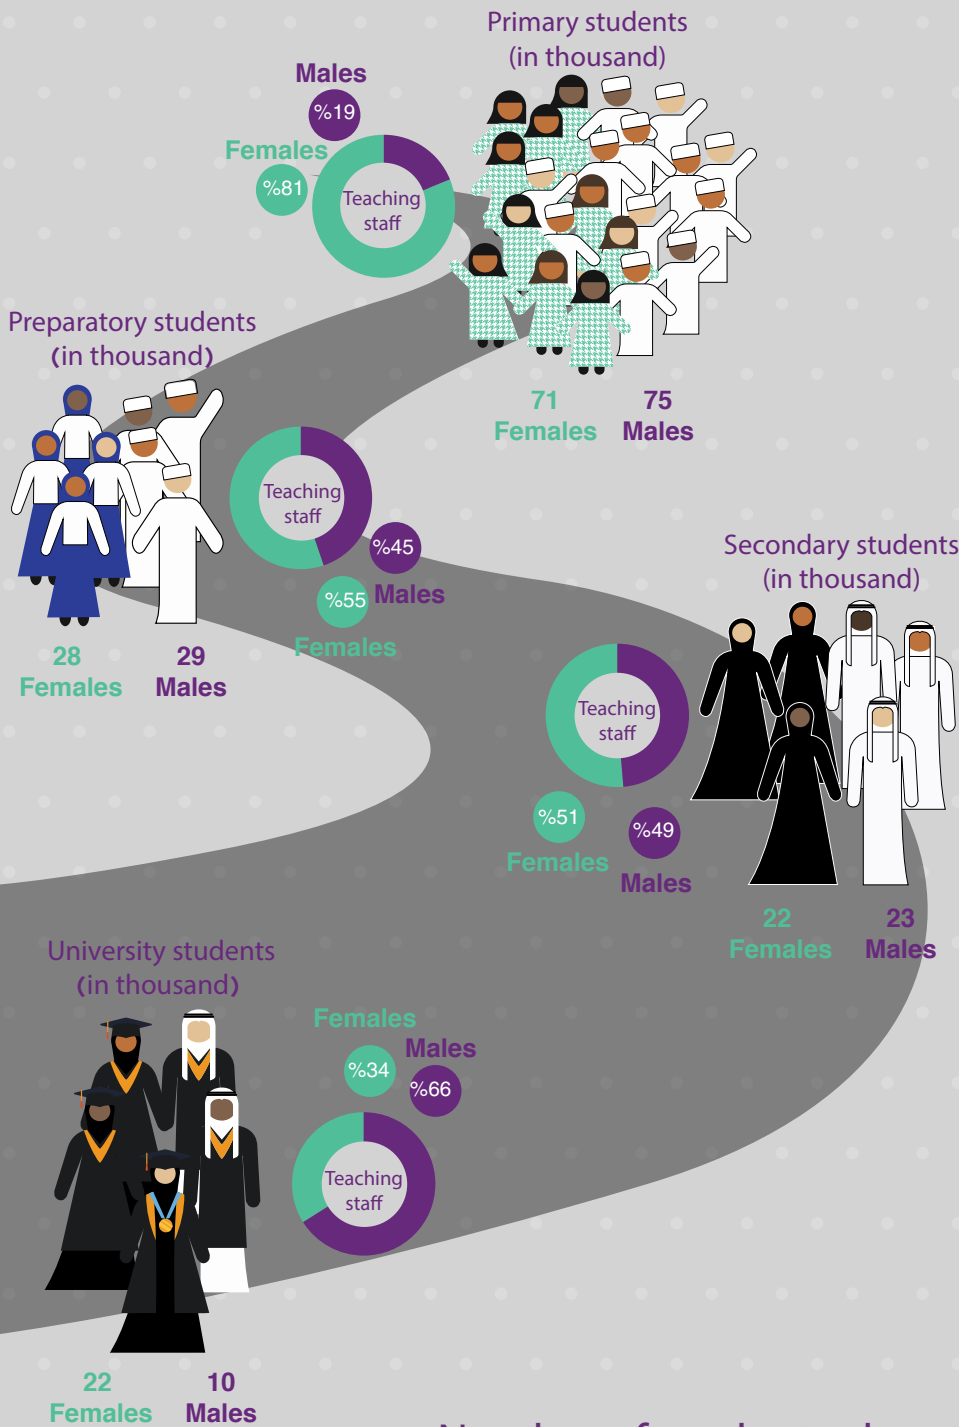 Primary students
(in thousand)
Males
%19
Females
%81
Teaching
staff
71
Females
75
Males
Preparatory students
(in thousand)
Teaching
staff
%45
Males
%55
Females
28
Females
29
Males
Secondary students
(in thousand)
Teaching
staff
%51
Females
%49
Males
22
Females
23
Males
University students
(in thousand)
Females
%34
Males
%66
Teaching
staff
22
Females
10
Males